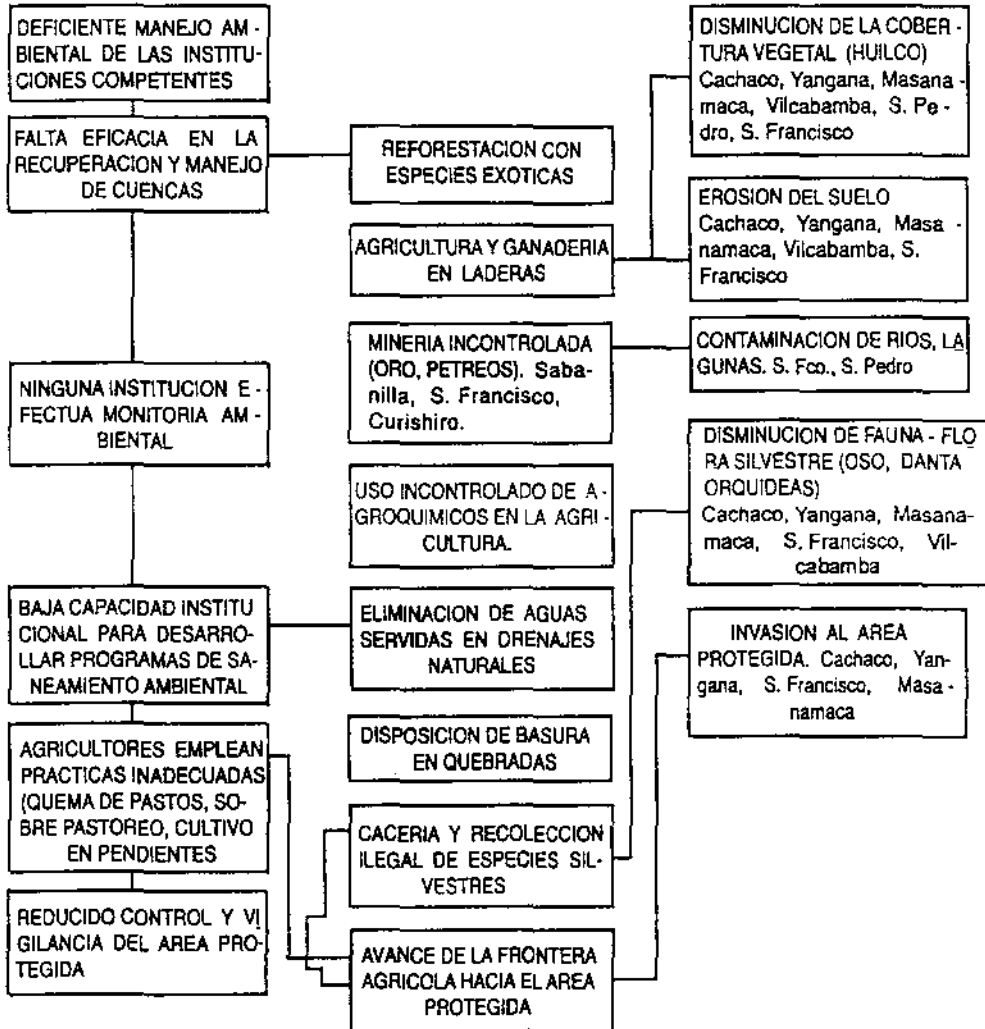 DEFICIENTE MANEJO AM-
BIENTAL DE LAS INSTITU-
CIONES COMPETENTES
FALTA EFICACIA EN LA
RECUPERACION Y MANEJO
DE CUENCAS
NINGUNA INSTITUCION E-
FECTUA MONITORIA AM-
BIENTAL
BAJA CAPACIDAD INSTITU
CIONAL PARA DESARRO-
LLAR PROGRAMAS DE SA-
NEAMIENTO AMBIENTAL
AGRICULTORES EMPLEAN
PRACTICAS INADECUADAS
(QUEMA DE PASTOS, SO-
BRE PASTOREO, CULTIVO
EN PENDIENTES
REDUCIDO CONTROL Y VI
GILANCIA DEL AREA PRO-
TEGIDA
REFORESTACION CON
ESPECIES EXOTICAS
AGRICULTURA Y GANADERIA
EN LADERAS
MINERIA INCONTROLADA
(ORO, PETREOS). Saba-
nilla, S. Francisco,
Curishiro.
USO INCONTROLADO DE A-
GROQUIMICOS EN LA AGRI-
CULTURA.
ELIMINACION DE AGUAS
SERVIDAS EN DRENAJES
NATURALES
DISPOSICION DE BASURA
EN QUEBRADAS
CACERIA Y RECOLECCION
ILEGAL DE ESPECIES SIL-
VESTRES
AVANCE DE LA FRONTERA
AGRICOLA HACIA EL AREA
PROTEGIDA
DISMINUCION DE LA COBER-
TURA VEGETAL (HUILCO)
Cachaco, Yangana, Masana-
maca, Vilcabamba, S. Pe-
dro, S. Francisco
EROSION DEL SUELO
Cachaco, Yangana, Masa-
namaca, Vilcabamba, S.
Francisco
CONTAMINACION DE RIOS, LA
GUNAS. S. Fco., S. Pedro
DISMINUCION DE FAUNA - FLO
RA SILVESTRE (OSO, DANTA
ORQUIDEAS)
Cachaco, Yangana, Masana-
maca, S. Francisco, Vil-
cabamba
INVASION AL AREA
PROTEGIDA. Cachaco, Yan-
gana, S. Francisco, Masa-
namaca